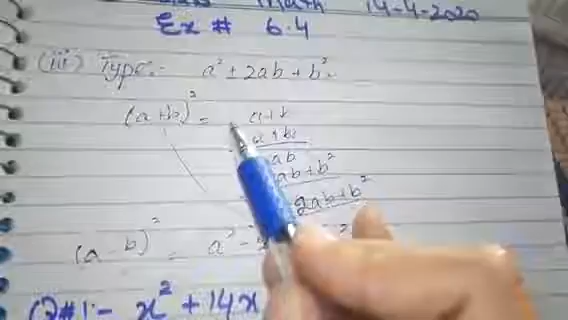 Math 14-4-2020
Ex # 6.4
(iii) Type:- a² + 2ab + b².
(a+b)² = a+b
a+b
ab
ab + b²
2ab + b²
(a - b)² = a² -
Q#1:- x² + 14x